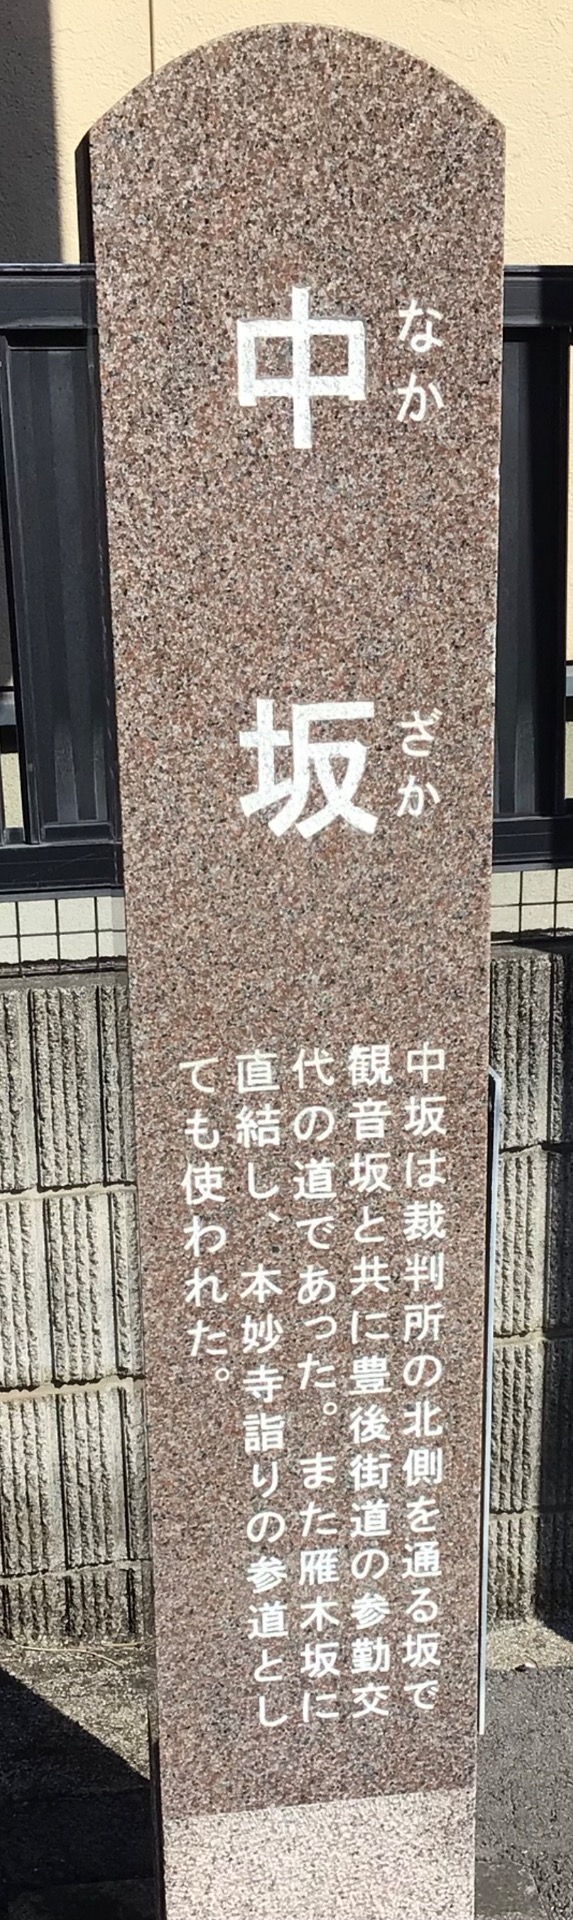 なかざか
中坂
中坂は裁判所の北側を通る坂で
観音坂と共に豊後街道の参勤交
代の道であった。また雁木坂に
直結し、本妙寺詣りの参道とし
ても使われた。